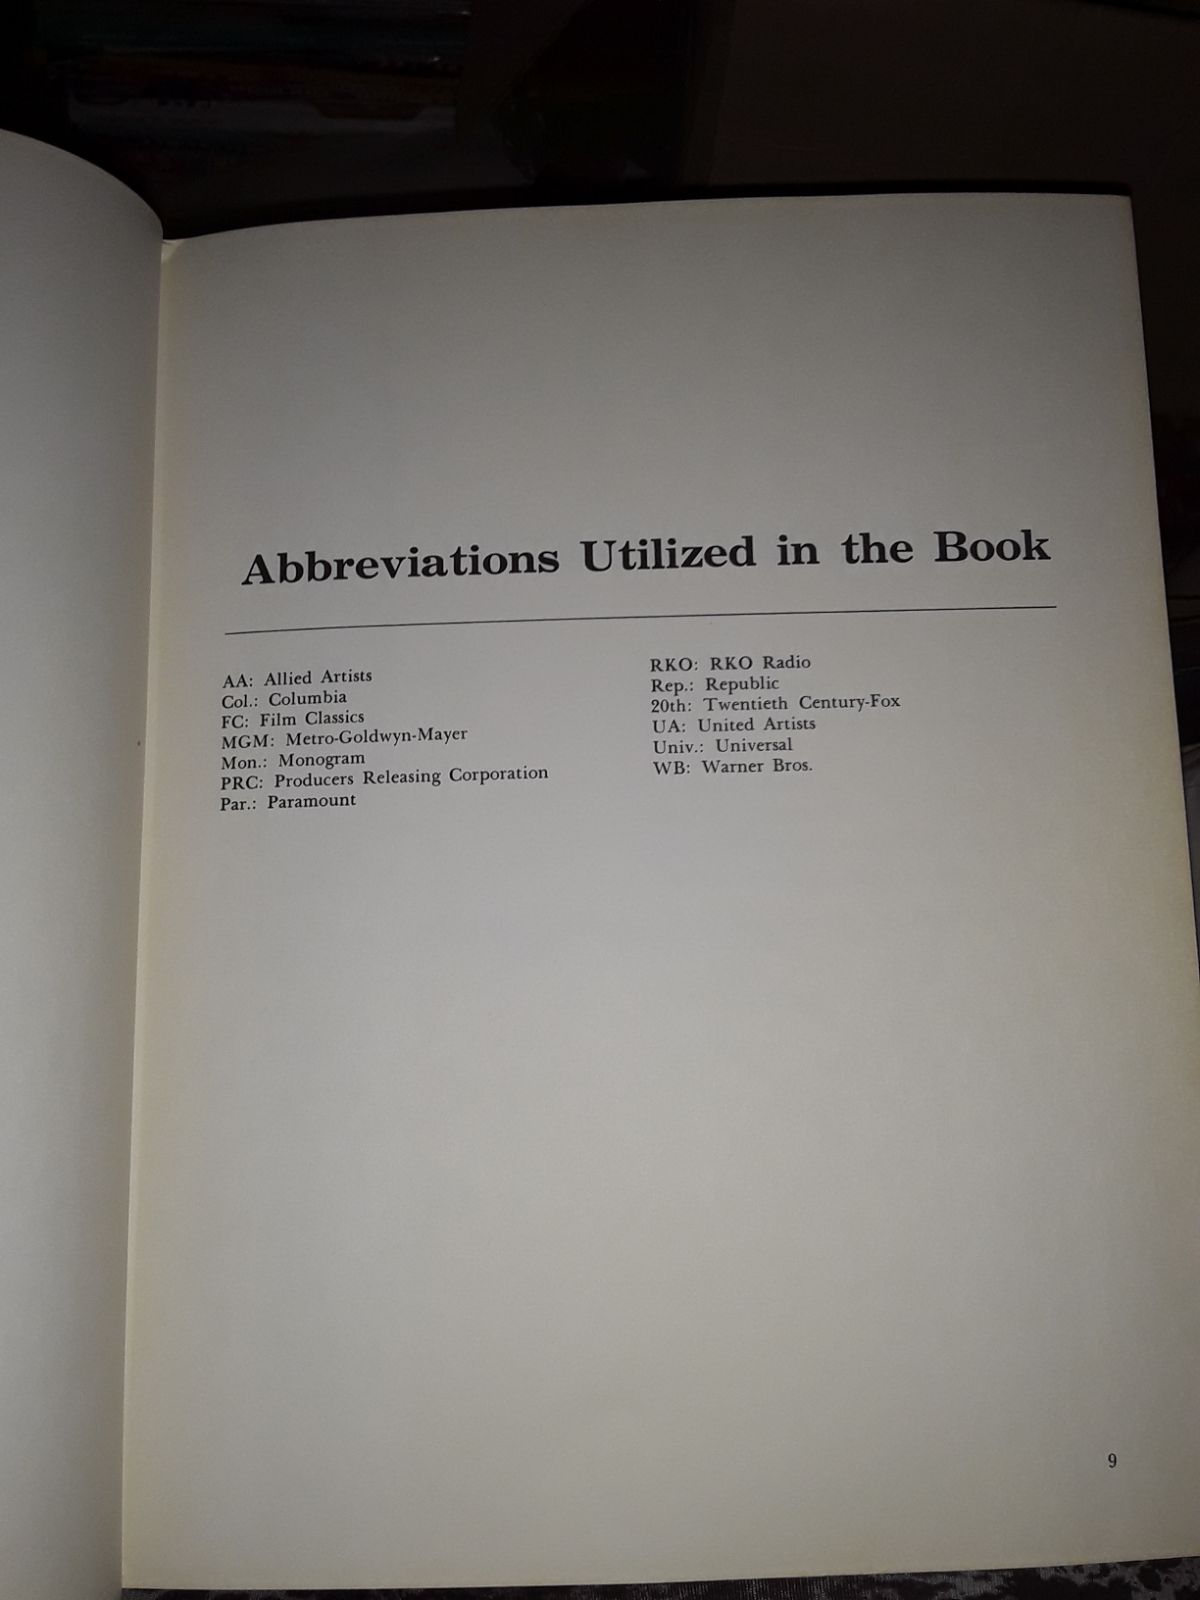 Abbreviations Utilized in the Book
AA: Allied Artists
Col.: Columbia
FC: Film Classics
MGM: Metro-Goldwyn-Mayer
Mon.: Monogram
PRC: Producers Releasing Corporation
Par.: Paramount
RKO: RKO Radio
Rep.: Republic
20th: Twentieth Century-Fox
UA: United Artists
Univ.: Universal
WB: Warner Bros.
9